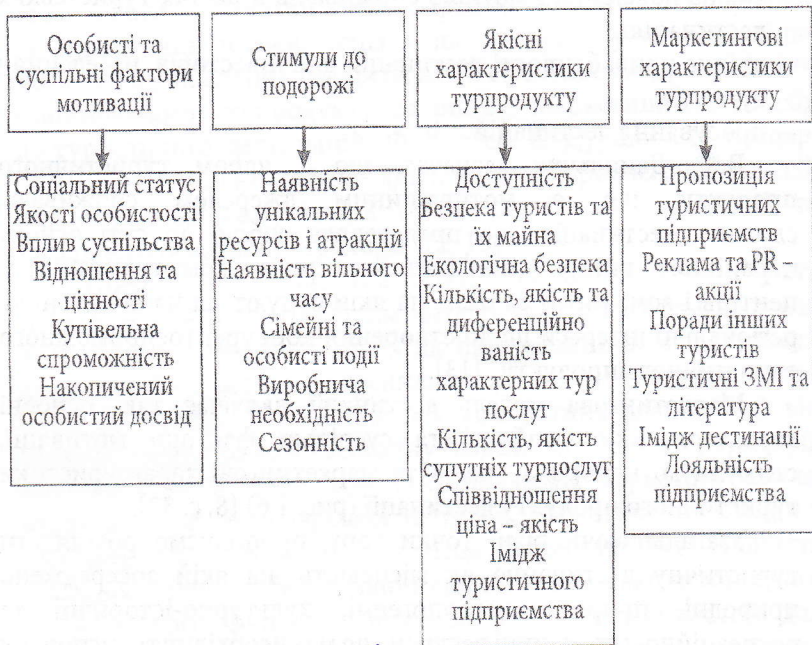 Особисті та
суспільні фактори
мотивації
Стимули до
подорожі
Якісні
характеристики
турпродукту
Маркетингові
характеристики
турпродукту
Соціальний статус
Якості особистості
Вплив суспільства
Відношення та
цінності
Купівельна
спроможність
Накопичений
особистий досвід
Наявність
унікальних
ресурсів і атракцій
Наявність вільного
часу
Сімейні та
особисті події
Виробнича
необхідність
Сезонність
Доступність
Безпека туристів та
їх майна
Екологічна безпека
Кількість, якість та
диференційно
ваність
характерних тур
послуг
Кількість, якість
супутніх турпослуг
Співвідношення
ціна – якість
Імідж
туристичного
підприємства
Пропозиція
туристичних
підприємств
Реклама та PR –
акції
Поради інших
туристів
Туристичні ЗМІ та
література
Імідж дестинації
Лояльність
підприємства